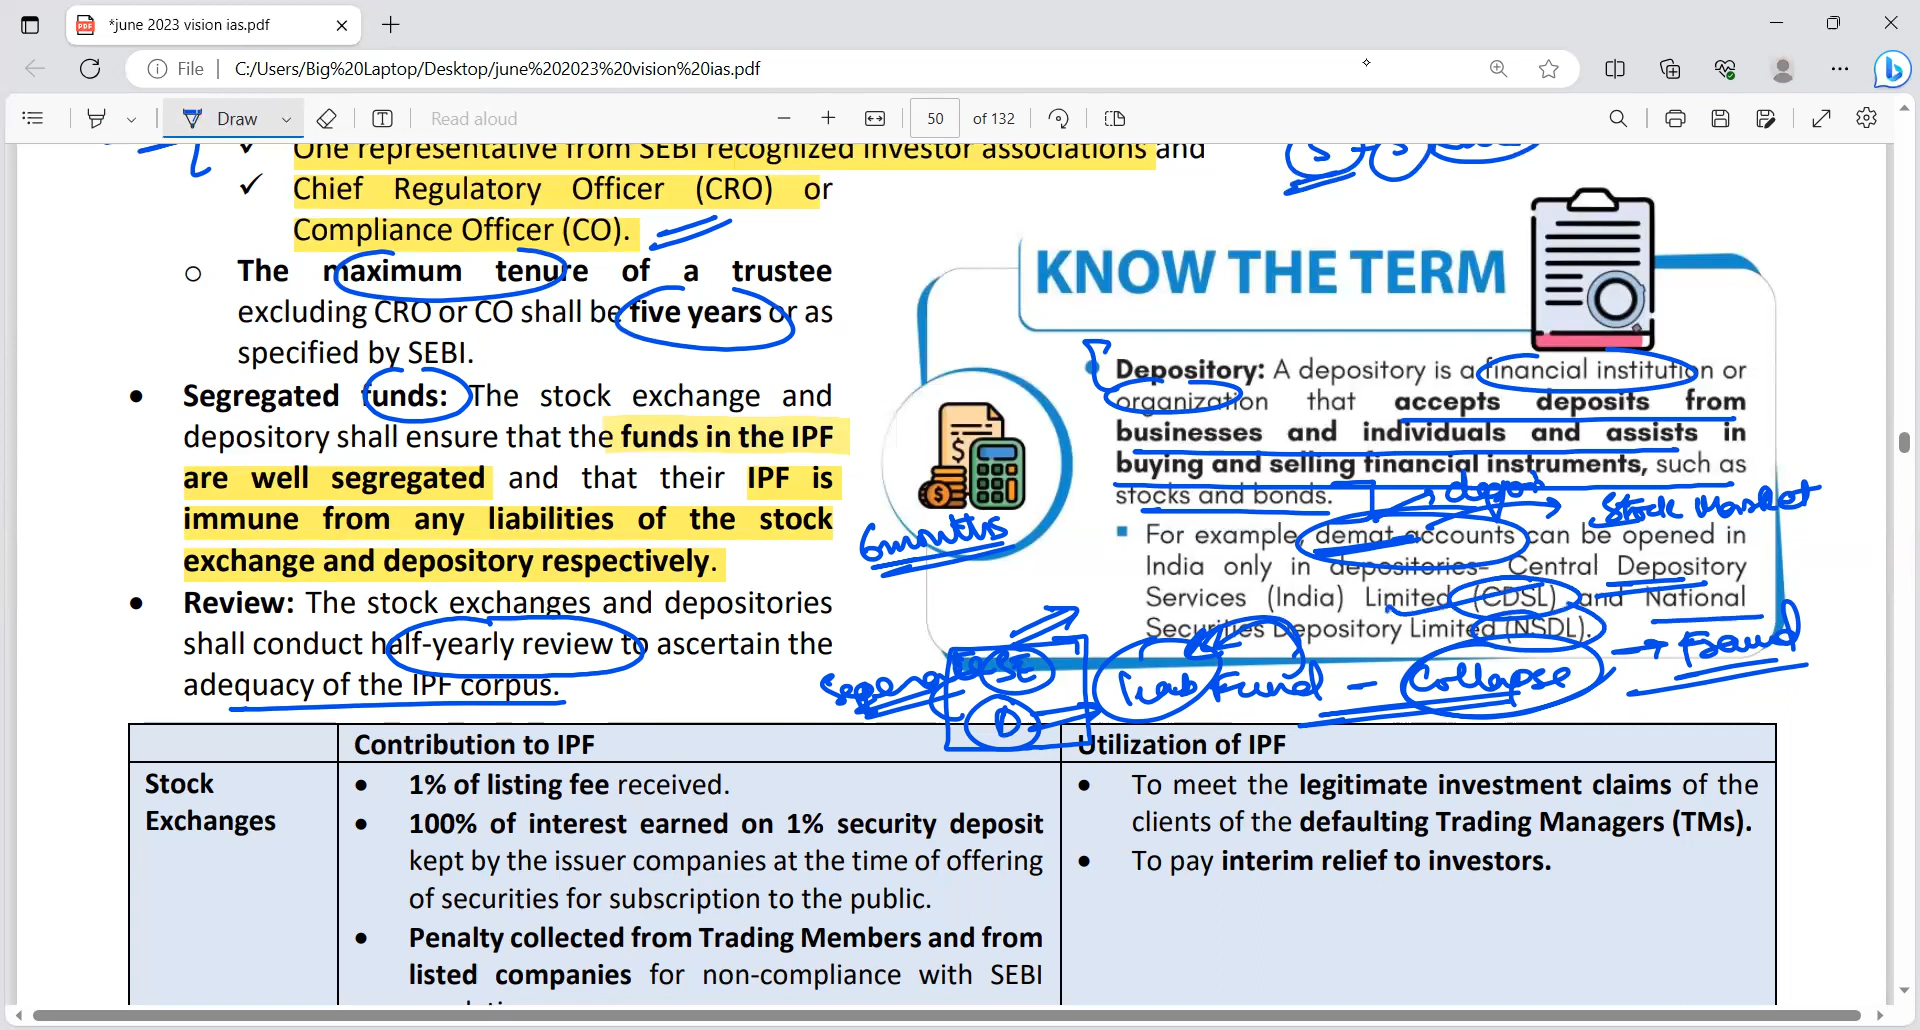 *june 2023 vision ias.pdf
File
C:/Users/Big%20Laptop/Desktop/june%202023%20vision%20ias.pdf
Draw
Read aloud
50 of 132
One representative from SEBI recognized investor associations and
✓ Chief Regulatory Officer (CRO) or
Compliance Officer (CO).
o The maximum tenure of a trustee
excluding CRO or CO shall be five years or as
specified by SEBI.
• Segregated funds: The stock exchange and
depository shall ensure that the funds in the IPF
are well segregated and that their IPF is
immune from any liabilities of the stock
exchange and depository respectively.
• Review: The stock exchanges and depositories
shall conduct half-yearly review to ascertain the
adequacy of the IPF corpus.
KNOW THE TERM
Depository: A depository is a financial institution or
organization that accepts deposits from
businesses and individuals and assists in
buying and selling financial instruments, such as
stocks and bonds.
For example, demat accounts can be opened in
India only in depositories– Central Depository
Services (India) Limited (CDSL) and National
Securities Depository Limited (NSDL).
Stock Market
6months
Fund – Collapse → Fraud
D
Contribution to IPF
Utilization of IPF
Stock
Exchanges
• 1% of listing fee received.
• 100% of interest earned on 1% security deposit
kept by the issuer companies at the time of offering
of securities for subscription to the public.
• Penalty collected from Trading Members and from
listed companies for non-compliance with SEBI
• To meet the legitimate investment claims of the
clients of the defaulting Trading Managers (TMs).
• To pay interim relief to investors.